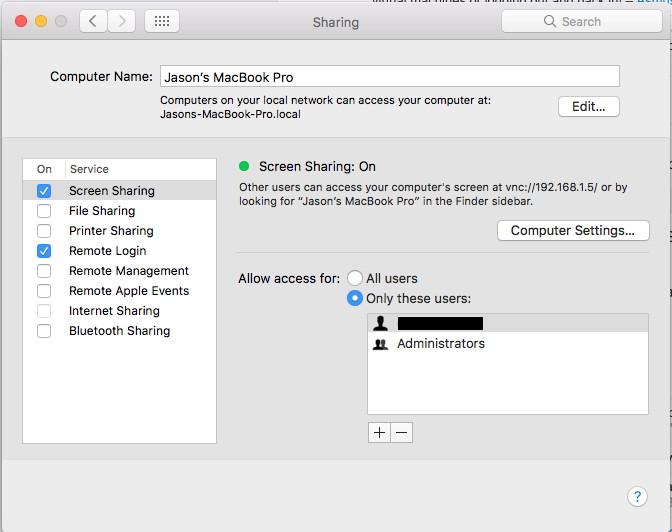 Sharing
Search
Computer Name:
Jason's MacBook Pro
Computers on your local network can access your computer at:
Jasons-MacBook-Pro.local
Edit...
On Service
Screen Sharing
File Sharing
Printer Sharing
Remote Login
Remote Management
Remote Apple Events
Internet Sharing
Bluetooth Sharing
Screen Sharing: On
Other users can access your computer's screen at vnc://192.168.1.5/ or by
looking for “Jason's MacBook Pro” in the Finder sidebar.
Computer Settings...
Allow access for:
All users
Only these users:
Administrators
+ −
?